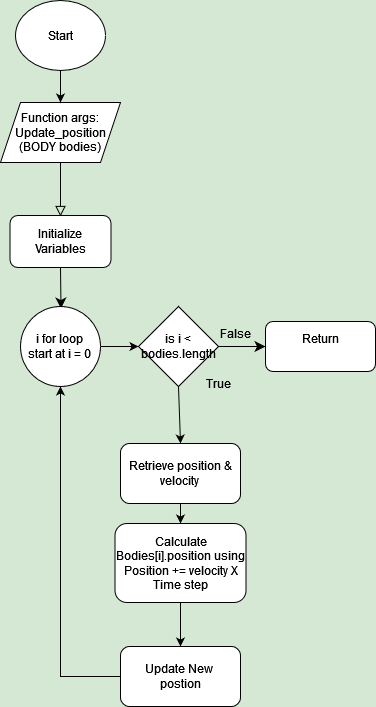 Start
Function args:
Update_position
(BODY bodies)
Initialize
Variables
i for loop
start at i = 0
is i <
bodies.length
False
Return
True
Retrieve position &
velocity
Calculate
Bodies[i].position using
Position += velocity X
Time step
Update New
postion